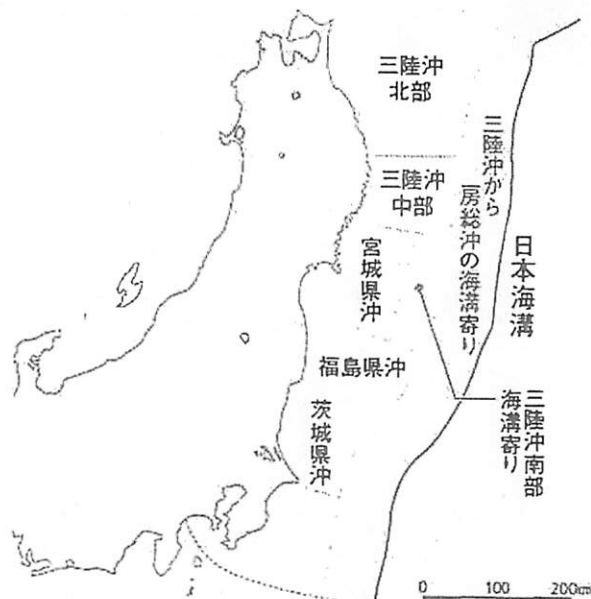 三陸沖
北部
三陸沖
中部
三陸沖から
房総沖の海溝寄り
日本海溝
宮城県沖
福島県沖
茨城県沖
三陸沖南部
海溝寄り
0 100 200km